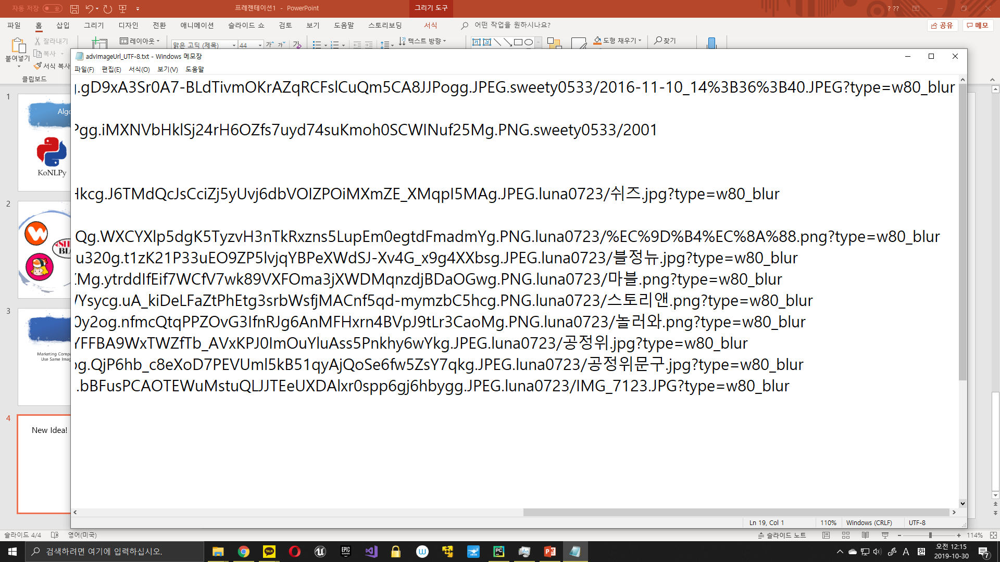 자동 저장 끔
프레젠테이션1 - PowerPoint
그리기 도구
? ??
파일 홈 삽입 그리기 디자인 전환 애니메이션 슬라이드 쇼 검토 보기 도움말 스토리보딩 서식 어떤 작업을 원하시나요? 공유 메모
붙여넣기
잘라내기
복사
서식 복사
클립보드
레이아웃
맑은 고딕 (제목) 44
가 가
텍스트 방향
도형 채우기
찾기
advImageUrl_UTF-8.txt - Windows 메모장
파일(F) 편집(E) 서식(O) 보기(V) 도움말
.gD9xA3Sr0A7-BLdTivmOKrAZqRCFslCuQm5CA8JJPogg.JPEG.sweety0533/2016-11-10_14%3B36%3B40.JPEG?type=w80_blur
Pgg.iMXNVbHklSj24rH6OZfs7uyd74suKmoh0SCWINuf25Mg.PNG.sweety0533/2001
Hkcg.J6TMdQcJsCciZj5yUvj6dbVOIZPOiMXmZE_XMqpI5MAg.JPEG.luna0723/쉬즈.jpg?type=w80_blur
Qg.WXCYXlp5dgK5TyzvH3nTkRxzns5LupEm0egtdFmadmYg.PNG.luna0723/%EC%9D%B4%EC%8A%88.png?type=w80_blur
u320g.t1zK21P33uEO9ZP5lvjqYBPeXWdSJ-Xv4G_x9g4XXbsg.JPEG.luna0723/블정뉴.jpg?type=w80_blur
Mg.ytrddIfEif7WCfV7wk89VXFOma3jXWDMqnzdjBDaOGwg.PNG.luna0723/마블.png?type=w80_blur
Ysycg.uA_kiDeLFaZtPhEtg3srbWsfjMACnf5qd-mymzbC5hcg.PNG.luna0723/스토리앤.png?type=w80_blur
0y2og.nfmcQtqPPZOvG3IfnRJg6AnMFHxrn4BVpJ9tLr3CaoMg.PNG.luna0723/놀러와.png?type=w80_blur
YFFBA9WxTWZfTb_AVxKPJ0ImOuYluAss5Pnkhy6wYkg.JPEG.luna0723/공정위.jpg?type=w80_blur
og.QjP6hb_c8eXoD7PEVUml5kB51qyAjQoSe6fw5ZsY7qkg.JPEG.luna0723/공정위문구.jpg?type=w80_blur
.bBFusPCAOTEWuMstuQLJJTEeUXDAlxr0spp6gj6hbygg.JPEG.luna0723/IMG_7123.JPG?type=w80_blur
Ln 19, Col 1 110% Windows (CRLF) UTF-8
1
Algo
KoNLPy
2
3
Marketing Compa
Use Same Imag
4
New Idea!
슬라이드 4/4 영어(미국) 슬라이드 노트 114%
검색하려면 여기에 입력하십시오.
TALK
EPIC GAMES
PC
A 한
오전 12:15
2019-10-30
7